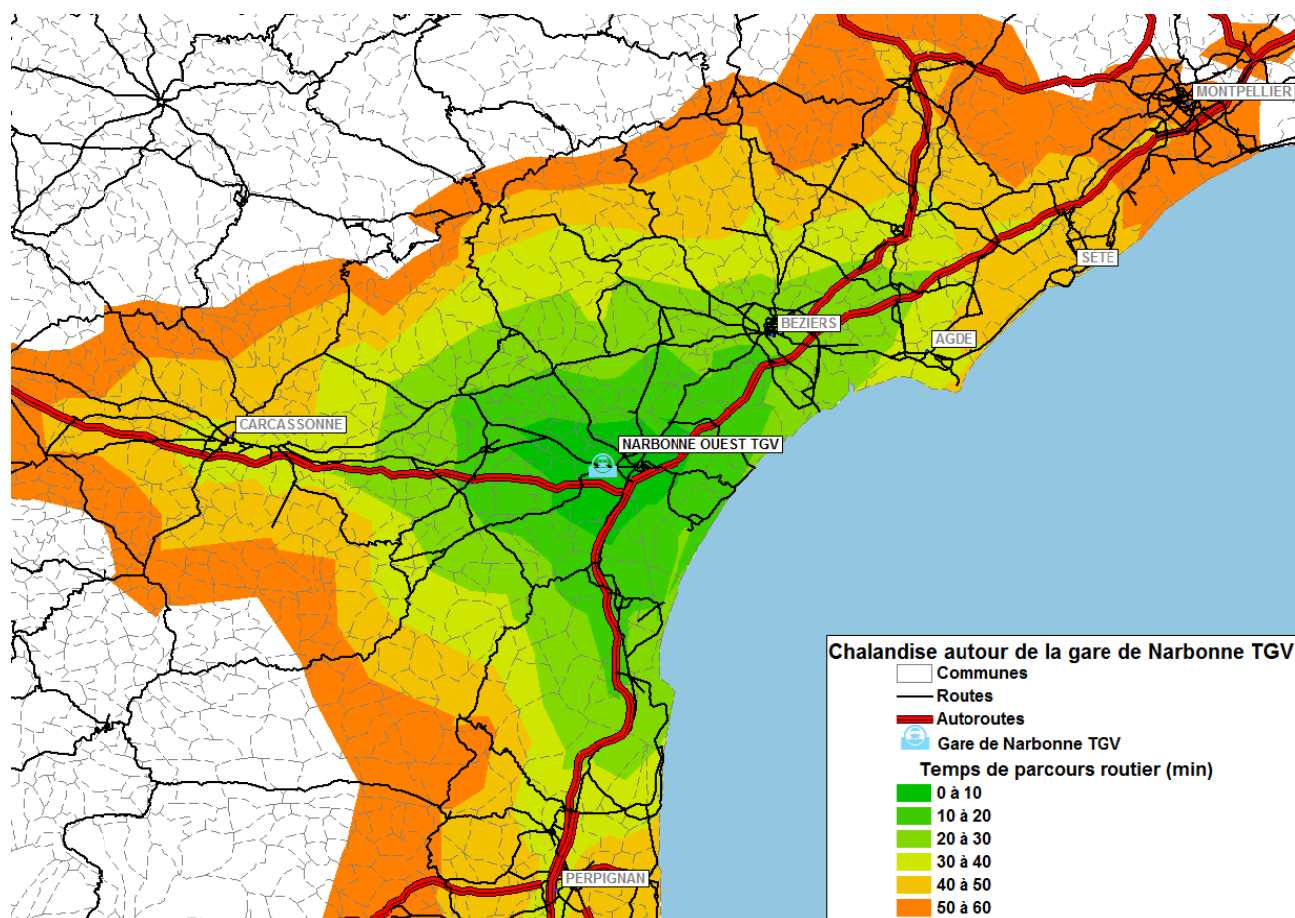 MONTPELLIER
SÉTÉ
BEZIERS
AGDE
CARCASSONNE
NARBONNE OUEST TGV
PERPIGNAN
Chalandise autour de la gare de Narbonne TGV
Communes
Routes
Autoroutes
Gare de Narbonne TGV
Temps de parcours routier (min)
0 à 10
10 à 20
20 à 30
30 à 40
40 à 50
50 à 60